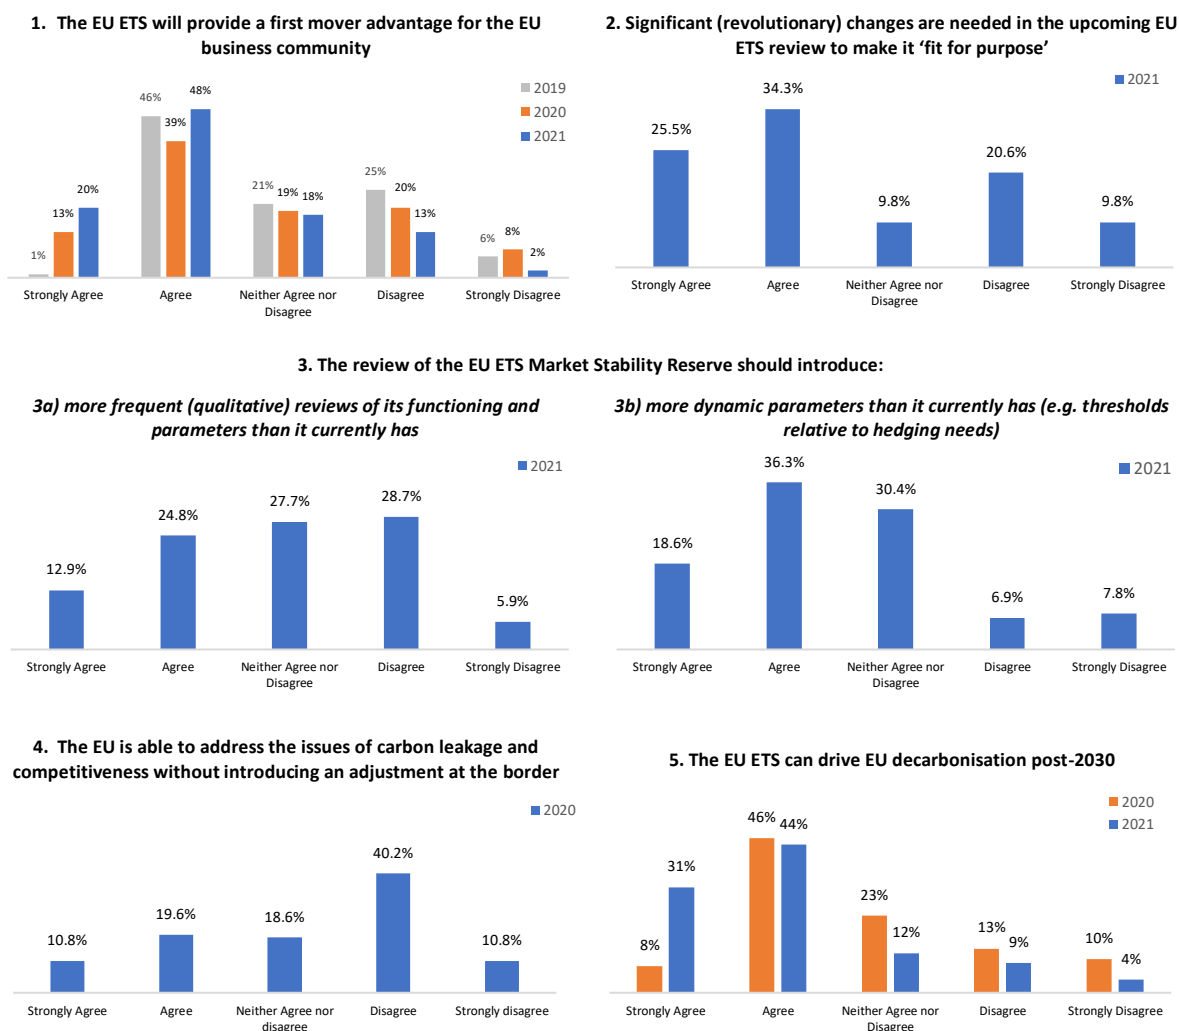 1. The EU ETS will provide a first mover advantage for the EU
business community
2019
2020
2021
46%
39%
48%
1%
13%
20%
21%
19%
18%
25%
20%
13%
6%
8%
2%
Strongly Agree
Agree
Neither Agree nor
Disagree
Disagree
Strongly Disagree
2. Significant (revolutionary) changes are needed in the upcoming EU
ETS review to make it ‘fit for purpose’
2021
25.5%
34.3%
9.8%
20.6%
9.8%
Strongly Agree
Agree
Neither Agree nor
Disagree
Disagree
Strongly Disagree
3. The review of the EU ETS Market Stability Reserve should introduce:
3a) more frequent (qualitative) reviews of its functioning and
parameters than it currently has
2021
12.9%
24.8%
27.7%
28.7%
5.9%
Strongly Agree
Agree
Neither Agree nor
Disagree
Disagree
Strongly Disagree
3b) more dynamic parameters than it currently has (e.g. thresholds
relative to hedging needs)
2021
18.6%
36.3%
30.4%
6.9%
7.8%
Strongly Agree
Agree
Neither Agree nor
Disagree
Disagree
Strongly Disagree
4. The EU is able to address the issues of carbon leakage and
competitiveness without introducing an adjustment at the border
2020
10.8%
19.6%
18.6%
40.2%
10.8%
Strongly Agree
Agree
Neither Agree nor
disagree
Disagree
Strongly disagree
5. The EU ETS can drive EU decarbonisation post-2030
2020
2021
8%
31%
46%
44%
23%
12%
13%
9%
10%
4%
Strongly Agree
Agree
Neither Agree nor
Disagree
Disagree
Strongly Disagree